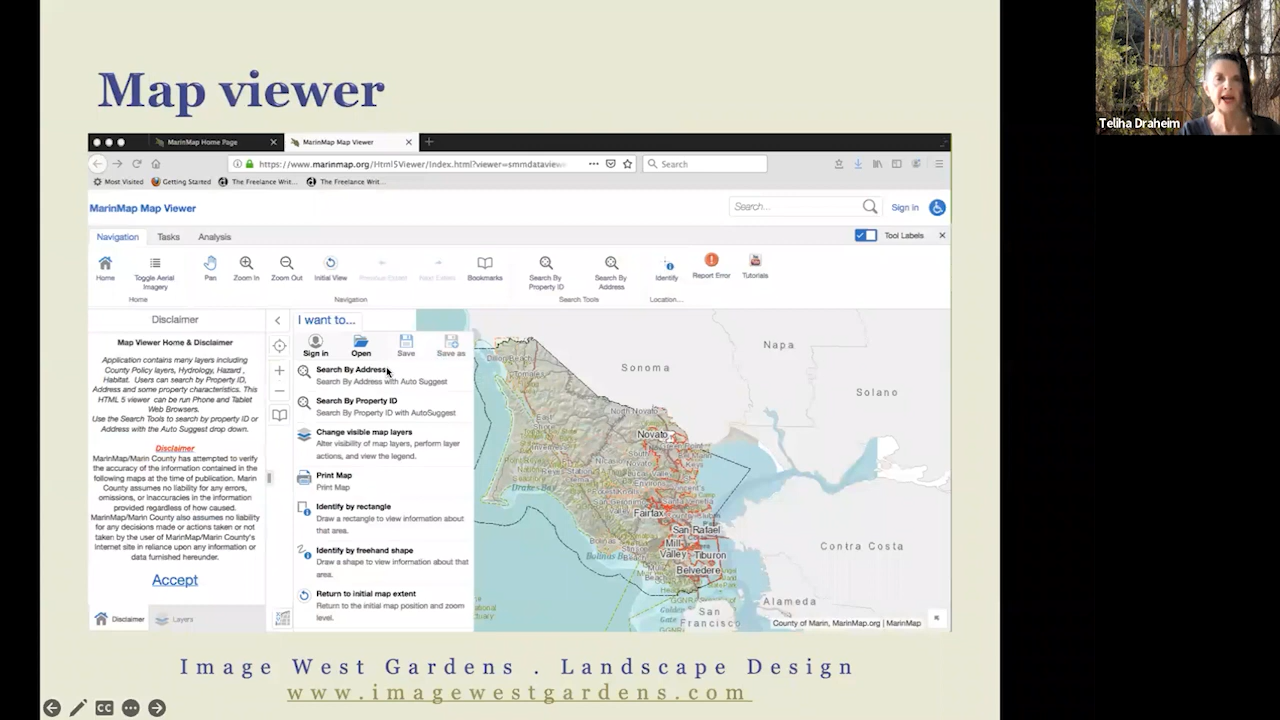 Map viewer
Teliha Draheim
MarinMap Home Page
MarinMap Map Viewer
https://www.marinmap.org/Html5Viewer/Index.html?viewer=smmdataview
Search
Most Visited
Getting Started
The Freelance Writ...
The Freelance Writ...
MarinMap Map Viewer
Search...
Sign in
Navigation
Tasks
Analysis
Tool Labels
Home
Toggle Aerial
Imagery
Pan
Zoom In
Zoom Out
Initial View
Bookmarks
Search By
Property ID
Search By
Address
Identify
Report Error
Tutorials
Home
Navigation
Search Tools
Location...
Disclaimer
Map Viewer Home & Disclaimer
Application contains many layers including
County Policy layers, Hydrology, Hazard ,
Habitat. Users can search by Property ID,
Address and some property characteristics. This
HTML 5 viewer can be run Phone and Tablet
Web Browsers.
Use the Search Tools to search by property ID or
Address with the Auto Suggest drop down.
Disclaimer
MarinMap/Marin County has attempted to
verify the accuracy of the information contained in the
following maps at the time of publication. Marin
County assumes no liability for any errors,
omissions, or inaccuracies in the information
provided regardless of how caused.
MarinMap/Marin County also assumes no liability
for any decisions made or actions taken or not
taken by the user of MarinMap/Marin County's
Internet site in reliance upon any information or
data furnished hereunder.
Accept
Disclaimer
Layers
I want to...
Sign in
Open
Save
Save as
Search By Address
Search By Address with Auto Suggest
Search By Property ID
Search By Property ID with AutoSuggest
Change visible map layers
Alter visibility of map layers, perform layer
actions, and view the legend.
Print Map
Print Map
Identify by rectangle
Draw a rectangle to view information about
that area.
Identify by freehand shape
Draw a shape to view information about that
area.
Return to initial map extent
Return to the initial map position and zoom
level.
Napa
Sonoma
Solano
Dillon Beach
Tomales
North Novato
Novato
Drakes Bay
Fairfax
San Rafael
Mill
Valley
Tiburon
Belvedere
Bolinas
Contra Costa
Alameda
Golden
Gate
San
Francisco
County of Marin, MarinMap.org | MarinMap
Image West Gardens . Landscape Design
www.imagewestgardens.com
CC